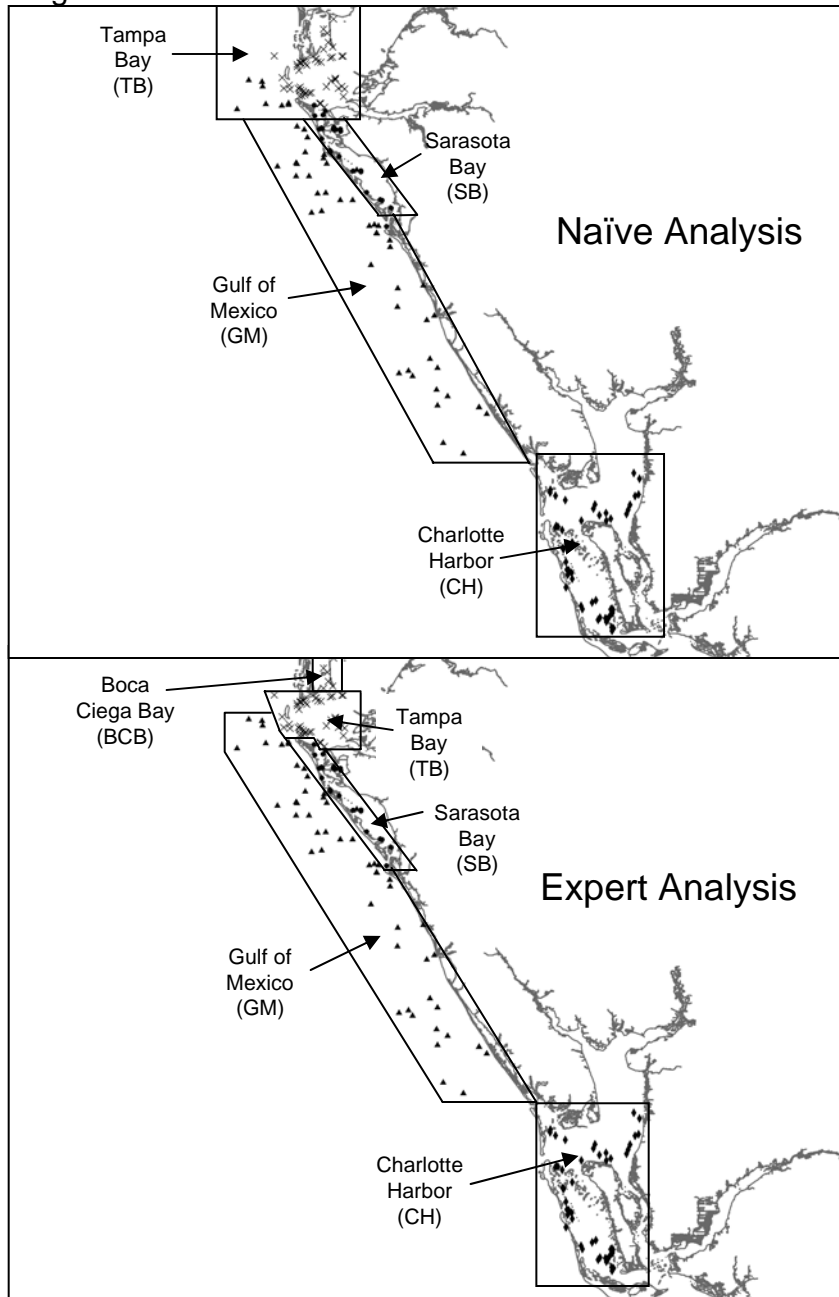 Tampa
Bay
(TB)
Sarasota
Bay
(SB)
Naïve Analysis
Gulf of
Mexico
(GM)
Charlotte
Harbor
(CH)
Boca
Ciega Bay
(BCB)
Tampa
Bay
(TB)
Sarasota
Bay
(SB)
Expert Analysis
Gulf of
Mexico
(GM)
Charlotte
Harbor
(CH)